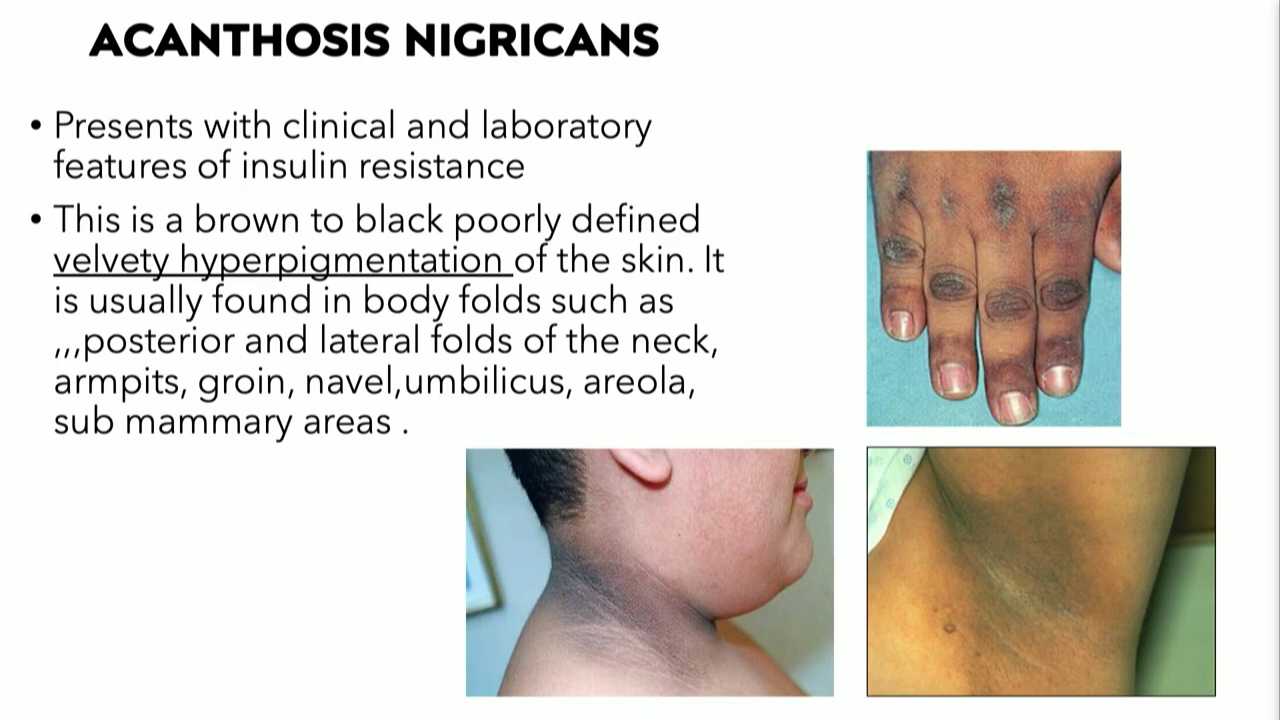 ACANTHOSIS NIGRICANS
• Presents with clinical and laboratory
features of insulin resistance
• This is a brown to black poorly defined
velvety hyperpigmentation of the skin. It
is usually found in body folds such as
,,,posterior and lateral folds of the neck,
armpits, groin, navel,umbilicus, areola,
sub mammary areas .